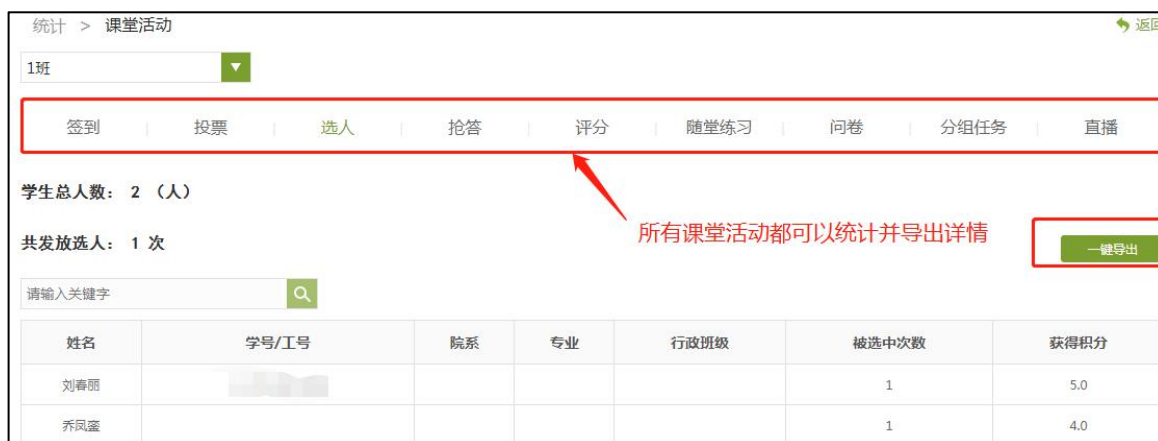 统计 > 课堂活动 返回
1班
签到 投票 选人 抢答 评分 随堂练习 问卷 分组任务 直播
学生总人数： 2 （人）
所有课堂活动都可以统计并导出详情
共发放选人： 1 次
一键导出
请输入关键字
姓名 学号/工号 院系 专业 行政班级 被选中次数 获得积分
刘春丽 1 5.0
乔凤銮 1 4.0